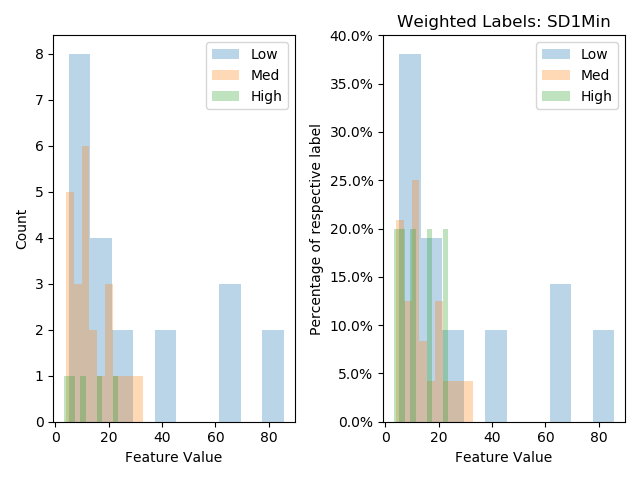 8
7
6
5
4
3
2
1
0
Count
0
20
40
60
80
Feature Value
Low
Med
High
Weighted Labels: SD1Min
40.0%
35.0%
30.0%
25.0%
20.0%
15.0%
10.0%
5.0%
0.0%
Percentage of respective label
0
20
40
60
80
Feature Value
Low
Med
High